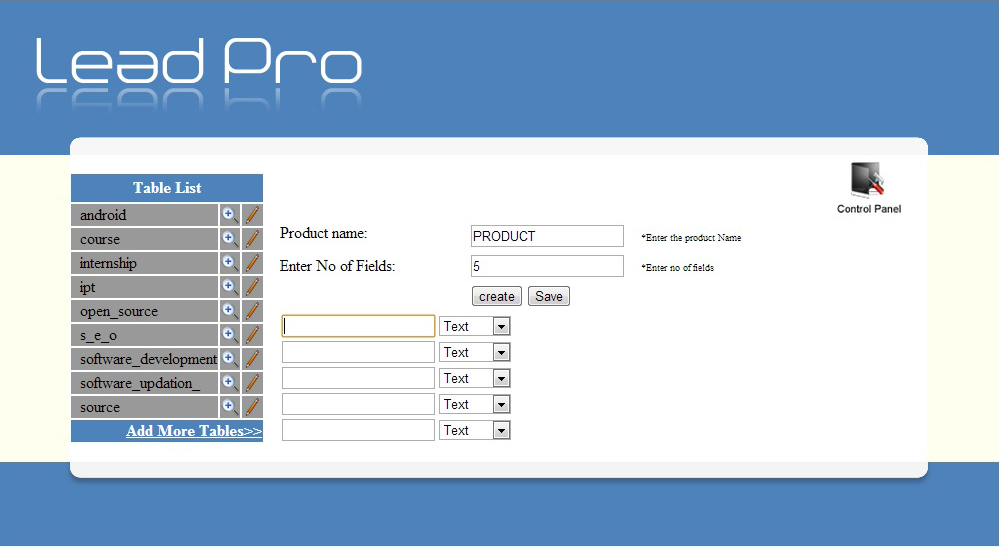 Lead Pro
Control Panel
Table List
android
course
internship
ipt
open_source
s_e_o
software_development
software_updation_
source
Add More Tables>>
Product name: PRODUCT *Enter the product Name
Enter No of Fields: 5 *Enter no of fields
create Save
Text
Text
Text
Text
Text